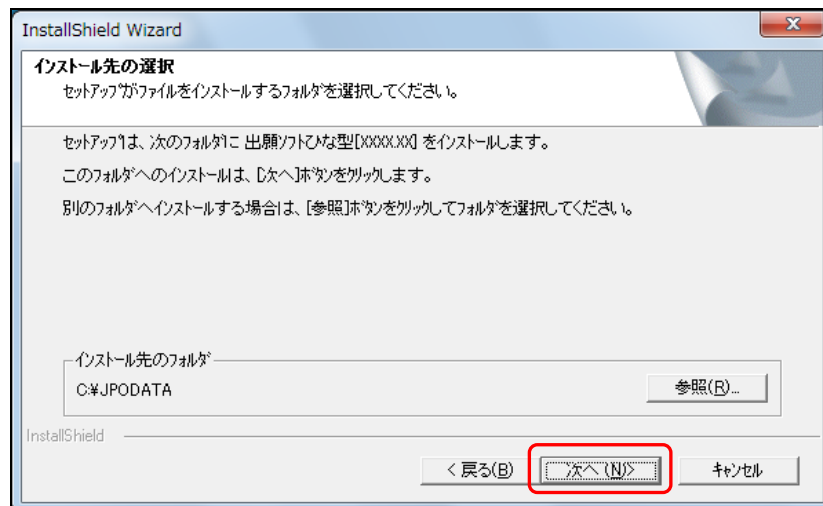 InstallShield Wizard
インストール先の選択
セットアップがファイルをインストールするフォルダを選択してください。
セットアップは、次のフォルダに 出願ソフトひな型[XXXX.XX] をインストールします。
このフォルダへのインストールは、[次へ]ボタンをクリックします。
別のフォルダへインストールする場合は、[参照]ボタンをクリックしてフォルダを選択してください。
インストール先のフォルダ
C:¥JPODATA
参照(R)...
InstallShield
< 戻る(B)
次へ (N)>
キャンセル